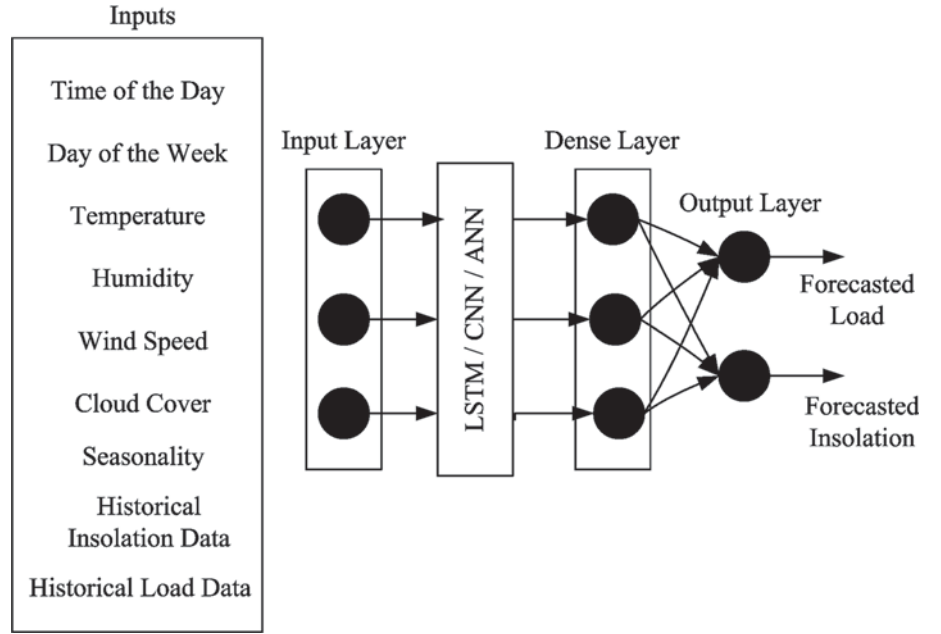 Inputs
Time of the Day
Day of the Week
Temperature
Humidity
Wind Speed
Cloud Cover
Seasonality
Historical
Insolation Data
Historical Load Data
Input Layer
LSTM / CNN / ANN
Dense Layer
Output Layer
Forecasted
Load
Forecasted
Insolation